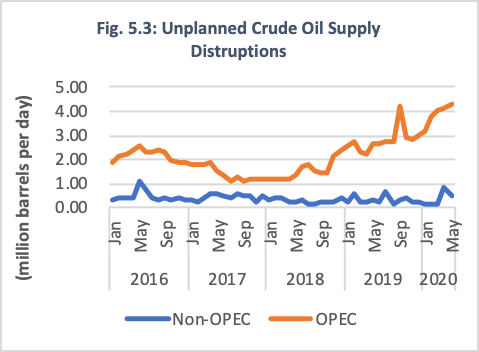 Fig. 5.3: Unplanned Crude Oil Supply
Distruptions
(million barrels per day)
5.00
4.00
3.00
2.00
1.00
0.00
Jan May Sep Jan May Sep Jan May Sep Jan May Sep Jan May
2016 2017 2018 2019 2020
Non-OPEC OPEC